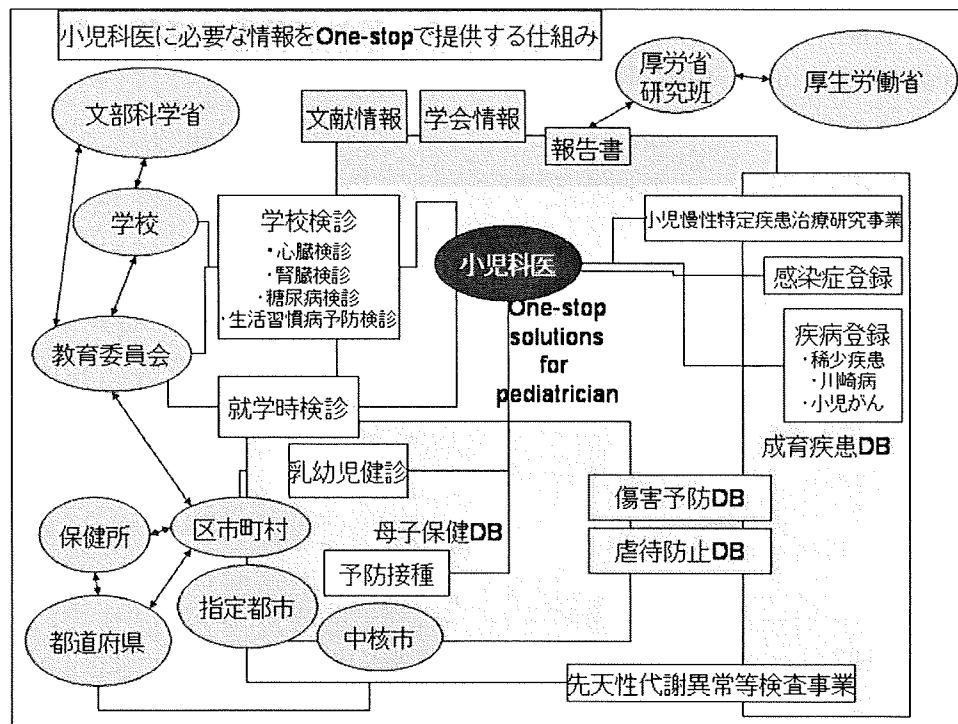 小児科医に必要な情報をOne-stopで提供する仕組み
厚労省
研究班
厚生労働省
文部科学省
文献情報
学会情報
報告書
学校
学校検診
・心臓検診
・腎臓検診
・糖尿病検診
・生活習慣病予防検診
小児科医
One-stop
solutions
for
pediatrician
小児慢性特定疾患治療研究事業
感染症登録
疾病登録
・稀少疾患
・川崎病
・小児がん
成育疾患DB
教育委員会
就学時検診
乳幼児健診
母子保健DB
予防接種
傷害予防DB
虐待防止DB
保健所
区市町村
指定都市
中核市
都道府県
先天性代謝異常等検査事業